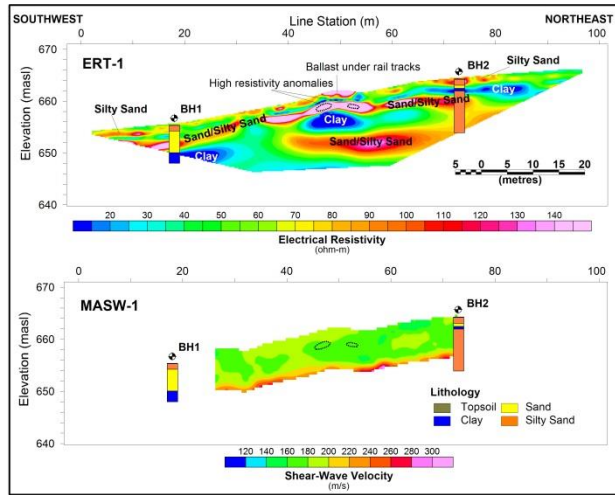 SOUTHWEST Line Station (m) NORTHEAST
0 20 40 60 80 100
ERT-1
Elevation (masl)
670
660
650
640
Ballast under rail tracks
High resistivity anomalies
BH2
Silty Sand
Silty Sand
BH1
Sand/Silty Sand
Sand/Silty Sand
Clay
Clay
Clay
Sand/Silty Sand
5 0 5 10 15 20
(metres)
20 30 40 50 60 70 80 90 100 110 120 130 140
Electrical Resistivity
(ohm-m)
0 20 40 60 80 100
MASW-1
Elevation (masl)
670
660
650
640
BH2
BH1
Lithology
Topsoil Sand
Clay Silty Sand
120 140 160 180 200 220 240 260 280 300
Shear-Wave Velocity
(m/s)